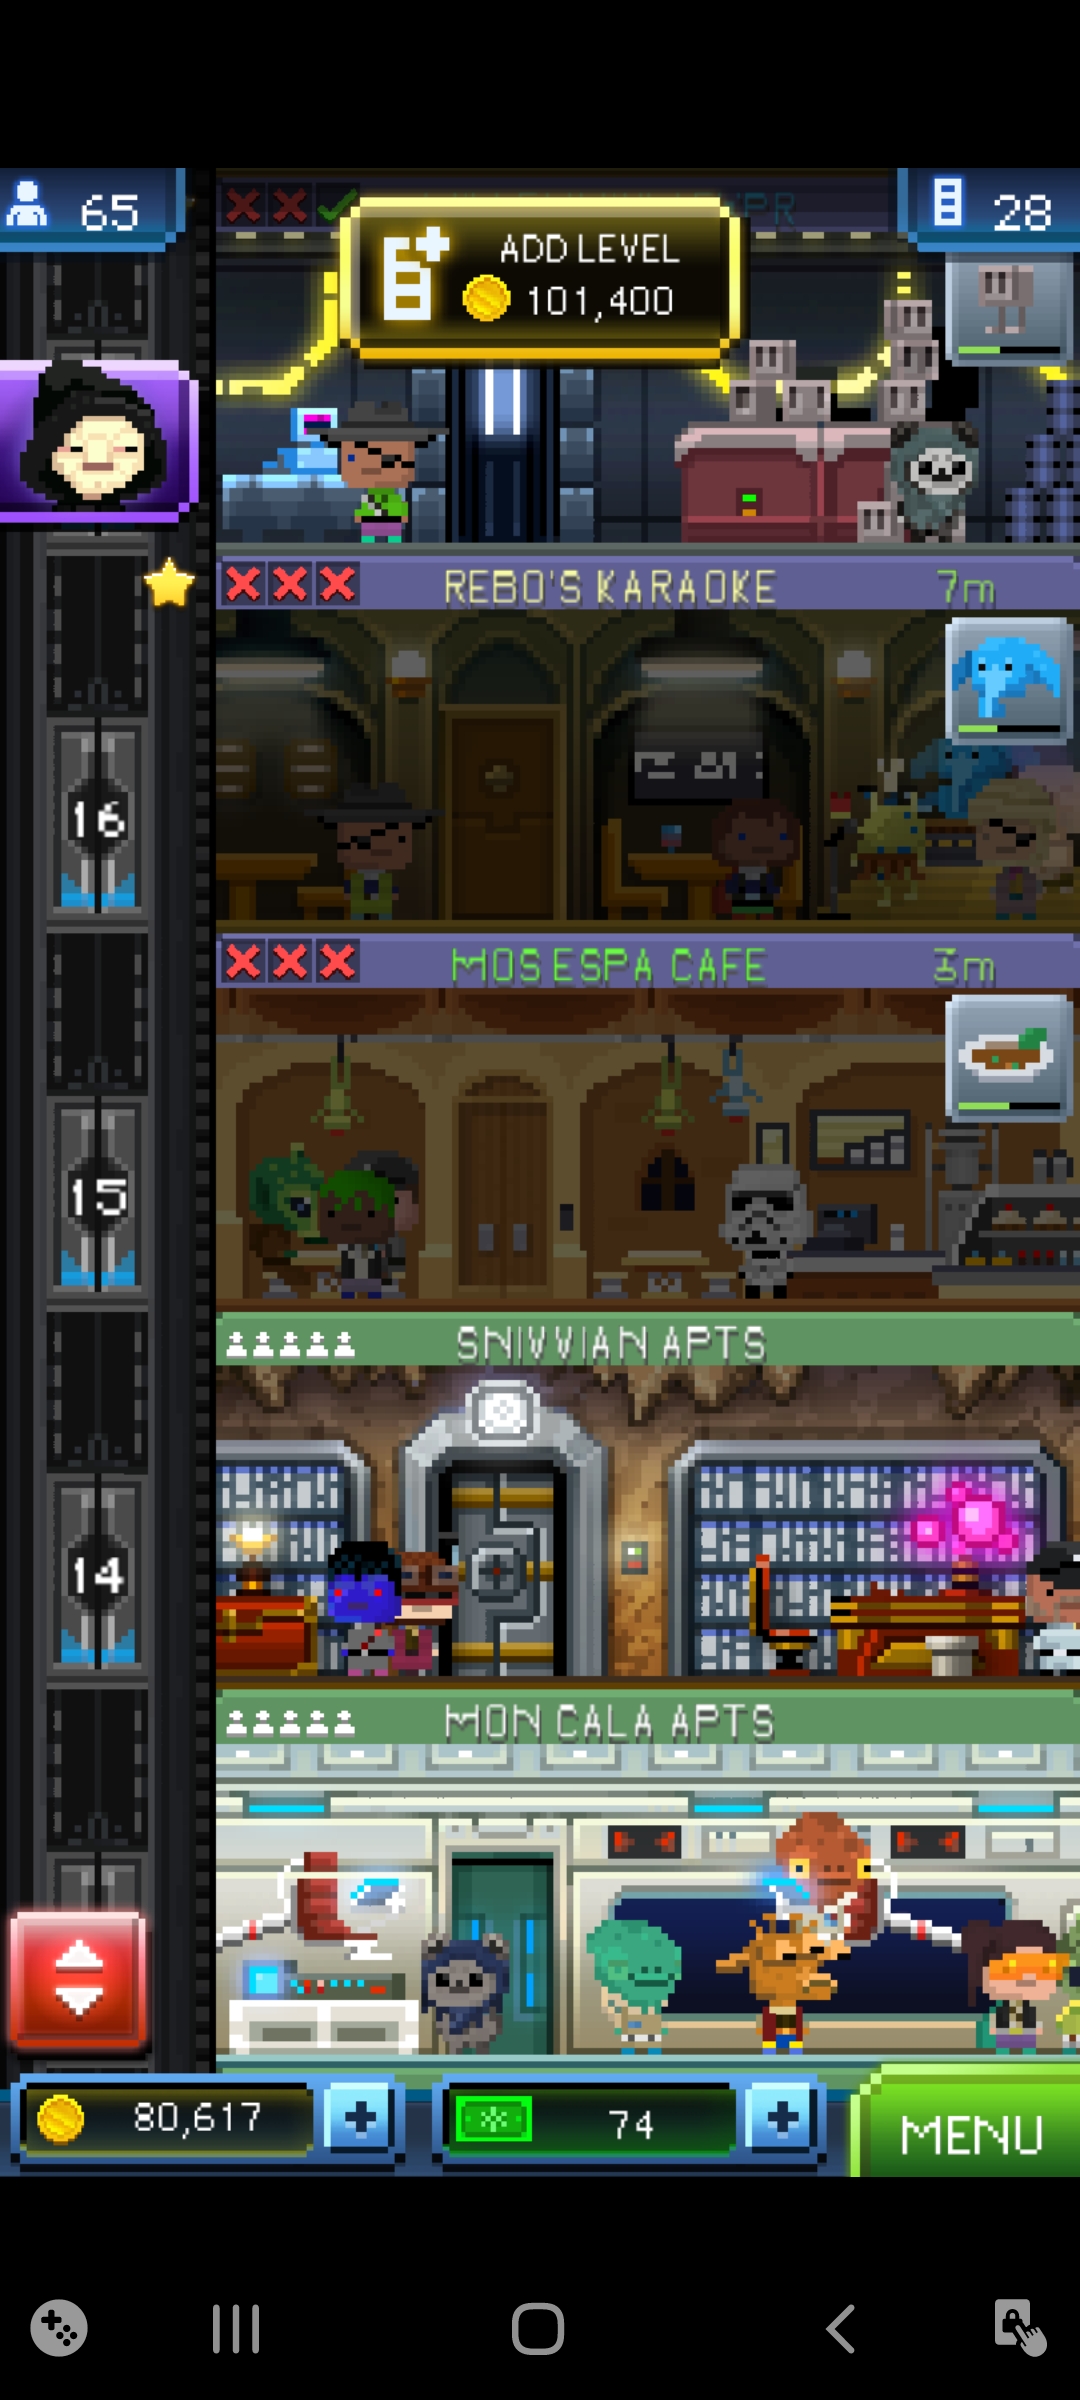 65
PR
28
ADD LEVEL
101,400
REBO'S KARAOKE 7m
16
MOS ESPA CAFE 3m
15
SNIVVIAN APTS
14
MON CALA APTS
80,617
74
MENU